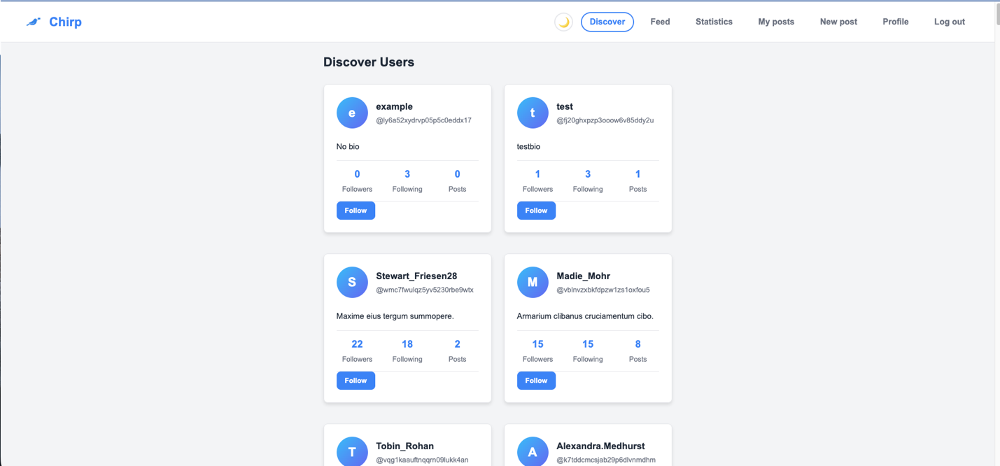 Chirp
Discover Feed Statistics My posts New post Profile Log out
Discover Users
e
example
@ly6a52xydrvp05p5c0eddx17
No bio
0 3 0
Followers Following Posts
Follow
t
test
@fj20ghxpzp3ooow6v85ddy2u
testbio
1 3 1
Followers Following Posts
Follow
S
Stewart_Friesen28
@wmc7fwulqz5yv5230rbe9wtx
Maxime eius tergum summopere.
22 18 2
Followers Following Posts
Follow
M
Madie_Mohr
@vblnvzxbkfdpzw1zs1oxfou5
Armarium clibanus cruciamentum cibo.
15 15 8
Followers Following Posts
Follow
T
Tobin_Rohan
@vqg1kaauftnqqrn09lukk4an
A
Alexandra.Medhurst
@k7tddcmcsjab29p6dlvnmdhm